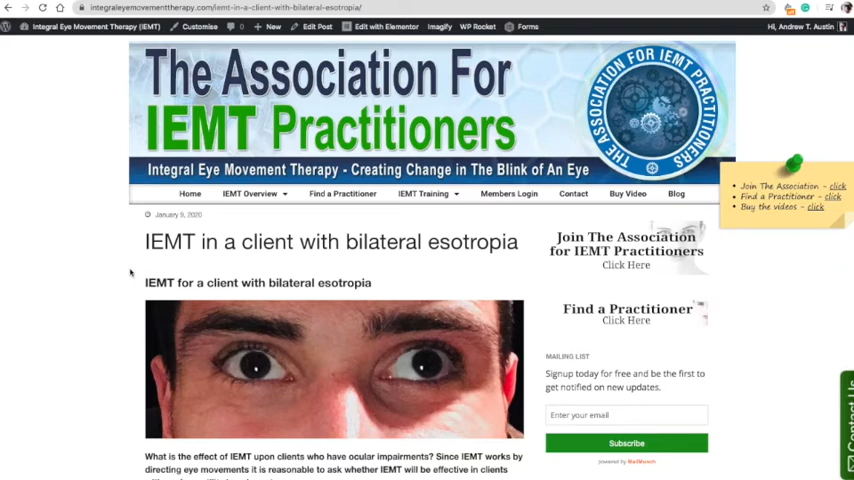 integraleyemovementtherapy.com/iemt-in-a-client-with-bilateral-esotropia/
Integral Eye Movement Therapy (IEMT) Customise 0 New Edit Post Edit with Elementor Imagify WP Rocket Forms Hi, Andrew T. Austin
The Association For
IEMT Practitioners
Integral Eye Movement Therapy - Creating Change in The Blink of An Eye
THE ASSOCIATION FOR IEMT PRACTITIONERS
Home IEMT Overview Find a Practitioner IEMT Training Members Login Contact Buy Video Blog
• Join The Association - click
• Find a Practitioner - click
• Buy the videos - click
January 9, 2020
IEMT in a client with bilateral esotropia
IEMT for a client with bilateral esotropia
What is the effect of IEMT upon clients who have ocular impairments? Since IEMT works by
directing eye movements it is reasonable to ask whether IEMT will be effective in clients
Join The Association
for IEMT Practitioners
Click Here
Find a Practitioner
Click Here
MAILING LIST
Signup today for free and be the first to
get notified on new updates.
Enter your email
Subscribe
powered by MailMunch
Contact Us